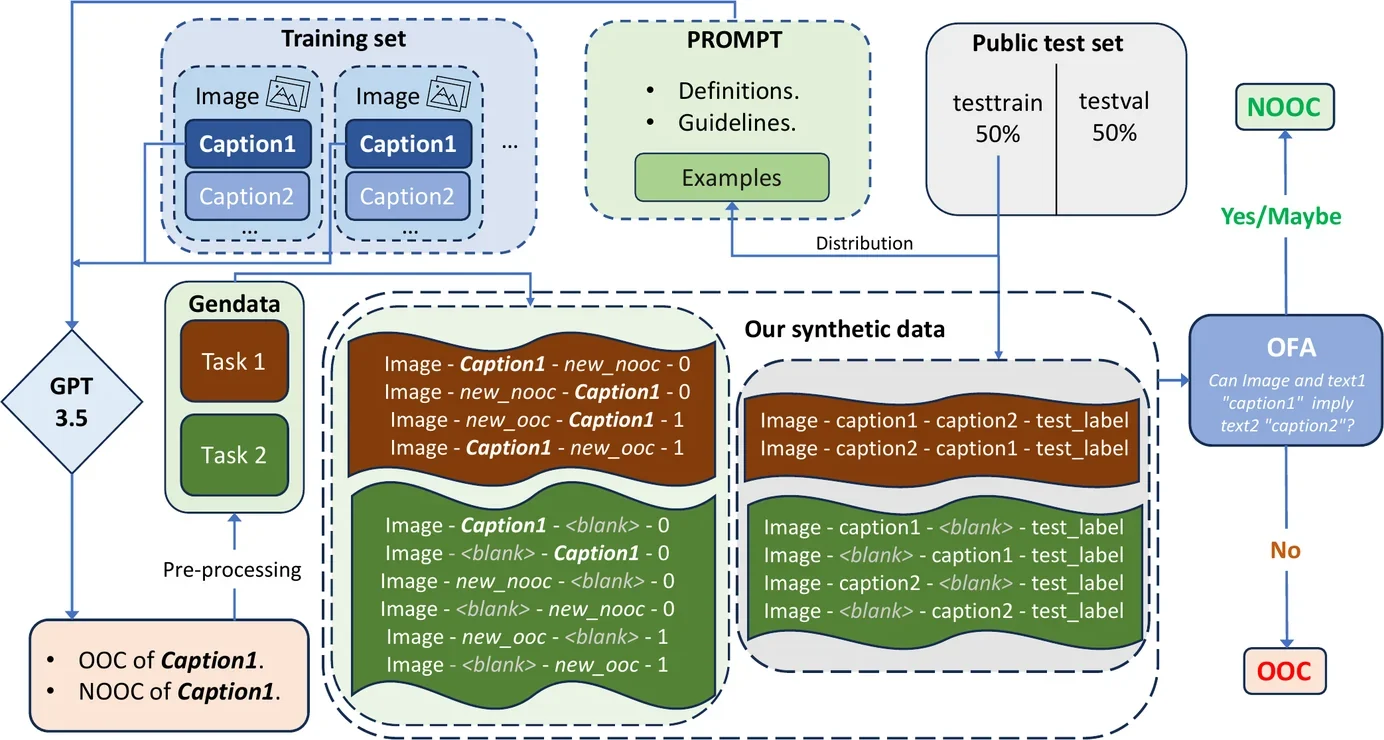 Training set
Image
Caption1
Caption2
...
Image
Caption1
Caption2
...
...
PROMPT
• Definitions.
• Guidelines.
Examples
Public test set
testtrain
50%
testval
50%
Distribution
NOOC
Yes/Maybe
OFA
Can Image and text1
"caption1" imply
text2 "caption2"?
No
OOC
GPT
3.5
Gendata
Task 1
Task 2
Pre-processing
• OOC of Caption1.
• NOOC of Caption1.
Our synthetic data
Image - Caption1 - new_nooc - 0
Image - new_nooc - Caption1 - 0
Image - new_ooc - Caption1 - 1
Image - Caption1 - new_ooc - 1
Image - Caption1 - <blank> - 0
Image - <blank> - Caption1 - 0
Image - new_nooc - <blank> - 0
Image - <blank> - new_nooc - 0
Image - new_ooc - <blank> - 1
Image - <blank> - new_ooc - 1
Image - caption1 - caption2 - test_label
Image - caption2 - caption1 - test_label
Image - caption1 - <blank> - test_label
Image - <blank> - caption1 - test_label
Image - caption2 - <blank> - test_label
Image - <blank> - caption2 - test_label